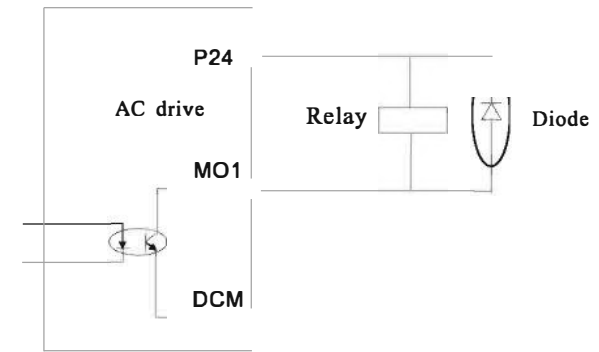 P24
AC drive
Relay
Diode
MO1
DCM